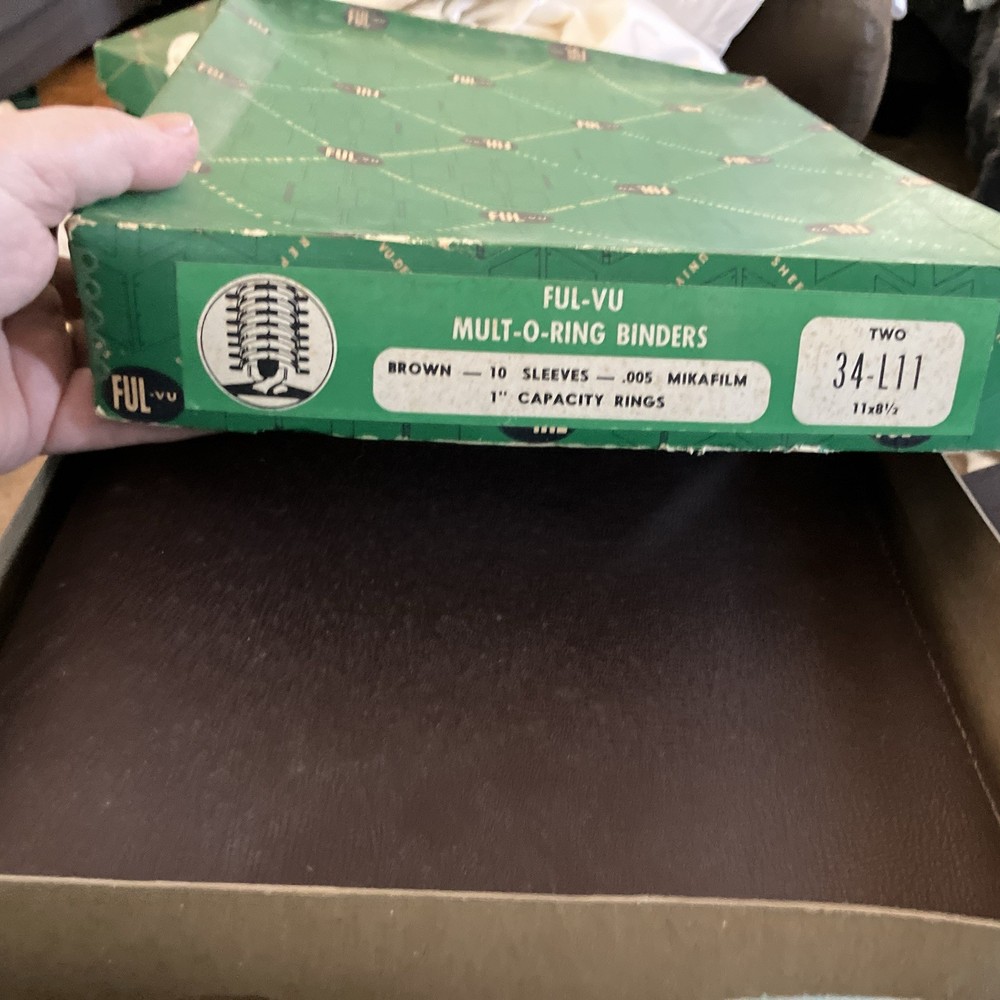 FUL-VU
MULT-O-RING BINDERS
BROWN — 10 SLEEVES — .005 MIKAFILM
1" CAPACITY RINGS
TWO
34-L11
11x8½
FUL-VU